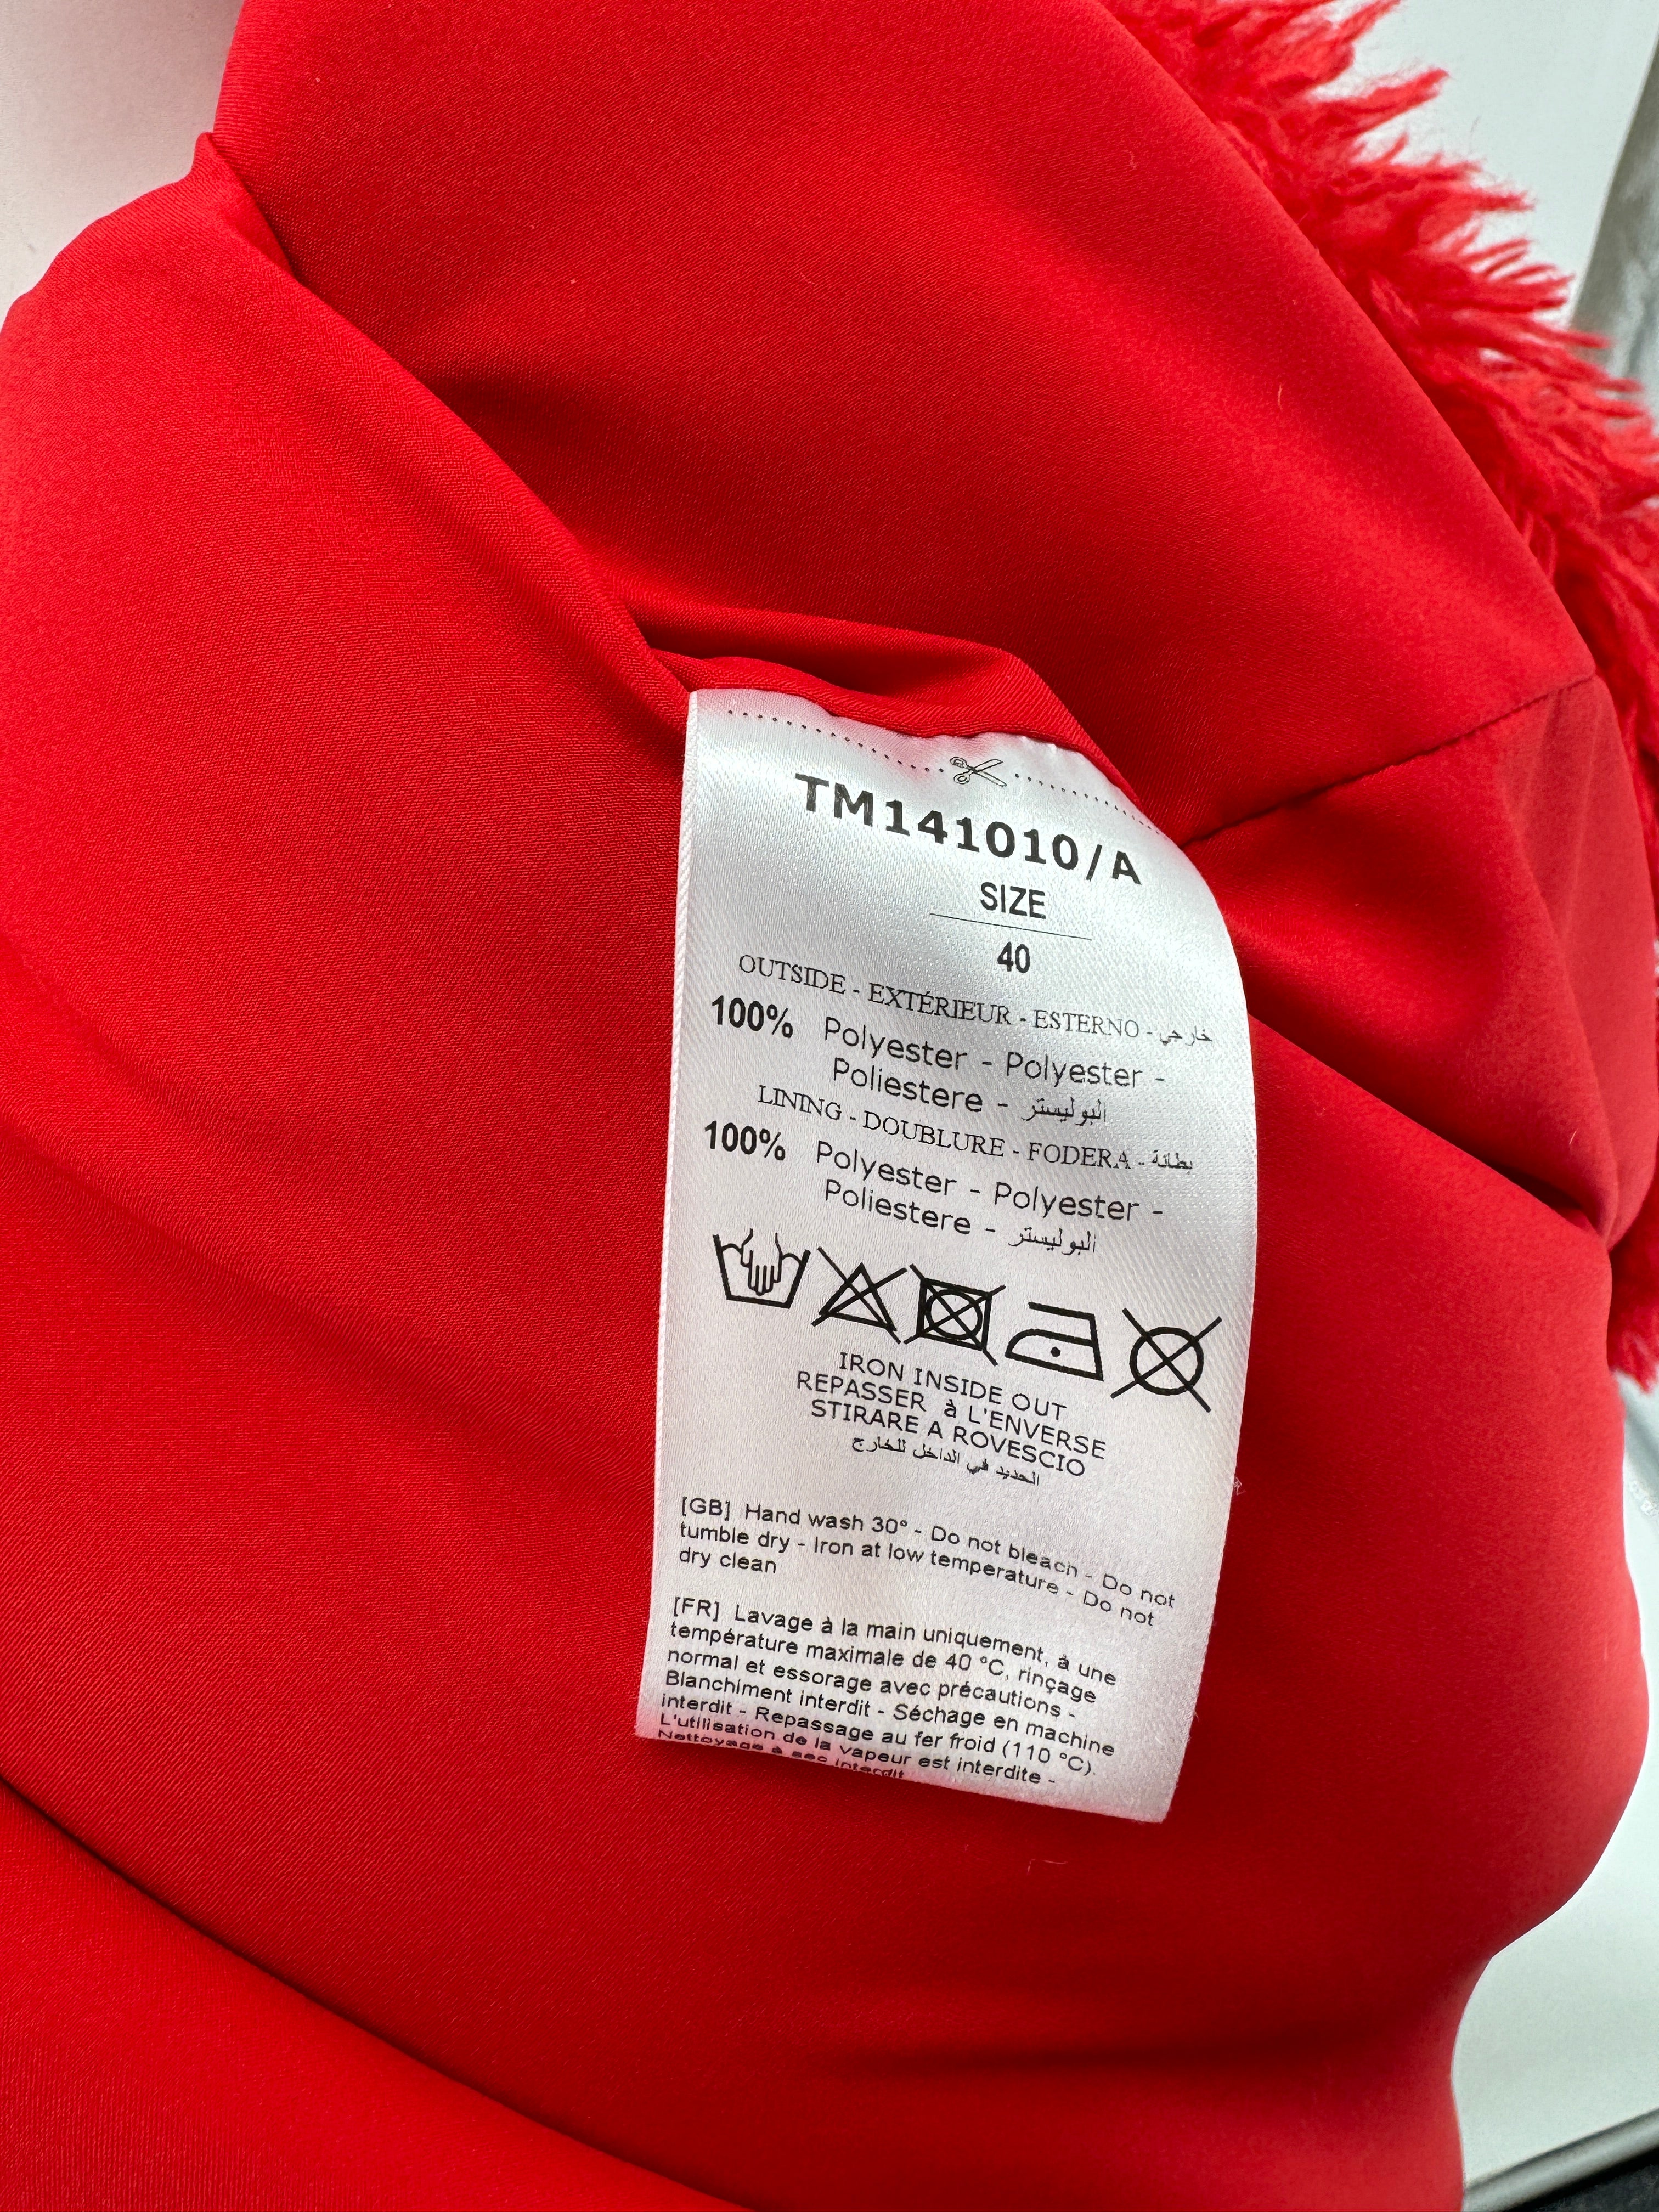 TM141010/A
SIZE
40
OUTSIDE - EXTÉRIEUR - ESTERNO - خارجي
100% Polyester - Polyester -
Poliestere - البوليستر
LINING - DOUBLURE - FODERA - بطانة
100% Polyester - Polyester -
Poliestere - البوليستر
IRON INSIDE OUT
REPASSER à L'ENVERSE
STIRARE A ROVESCIO
الحديد في الداخل للخارج
[GB] Hand wash 30° - Do not bleach - Do not
tumble dry - Iron at low temperature - Do not
dry clean
[FR] Lavage à la main uniquement, à une
température maximale de 40 °C, rinçage
normal et essorage avec précautions -
Blanchiment interdit - Séchage en machine
interdit - Repassage au fer froid (110 °C).
L'utilisation de la vapeur est interdite -
Nettoyage à sec interdit